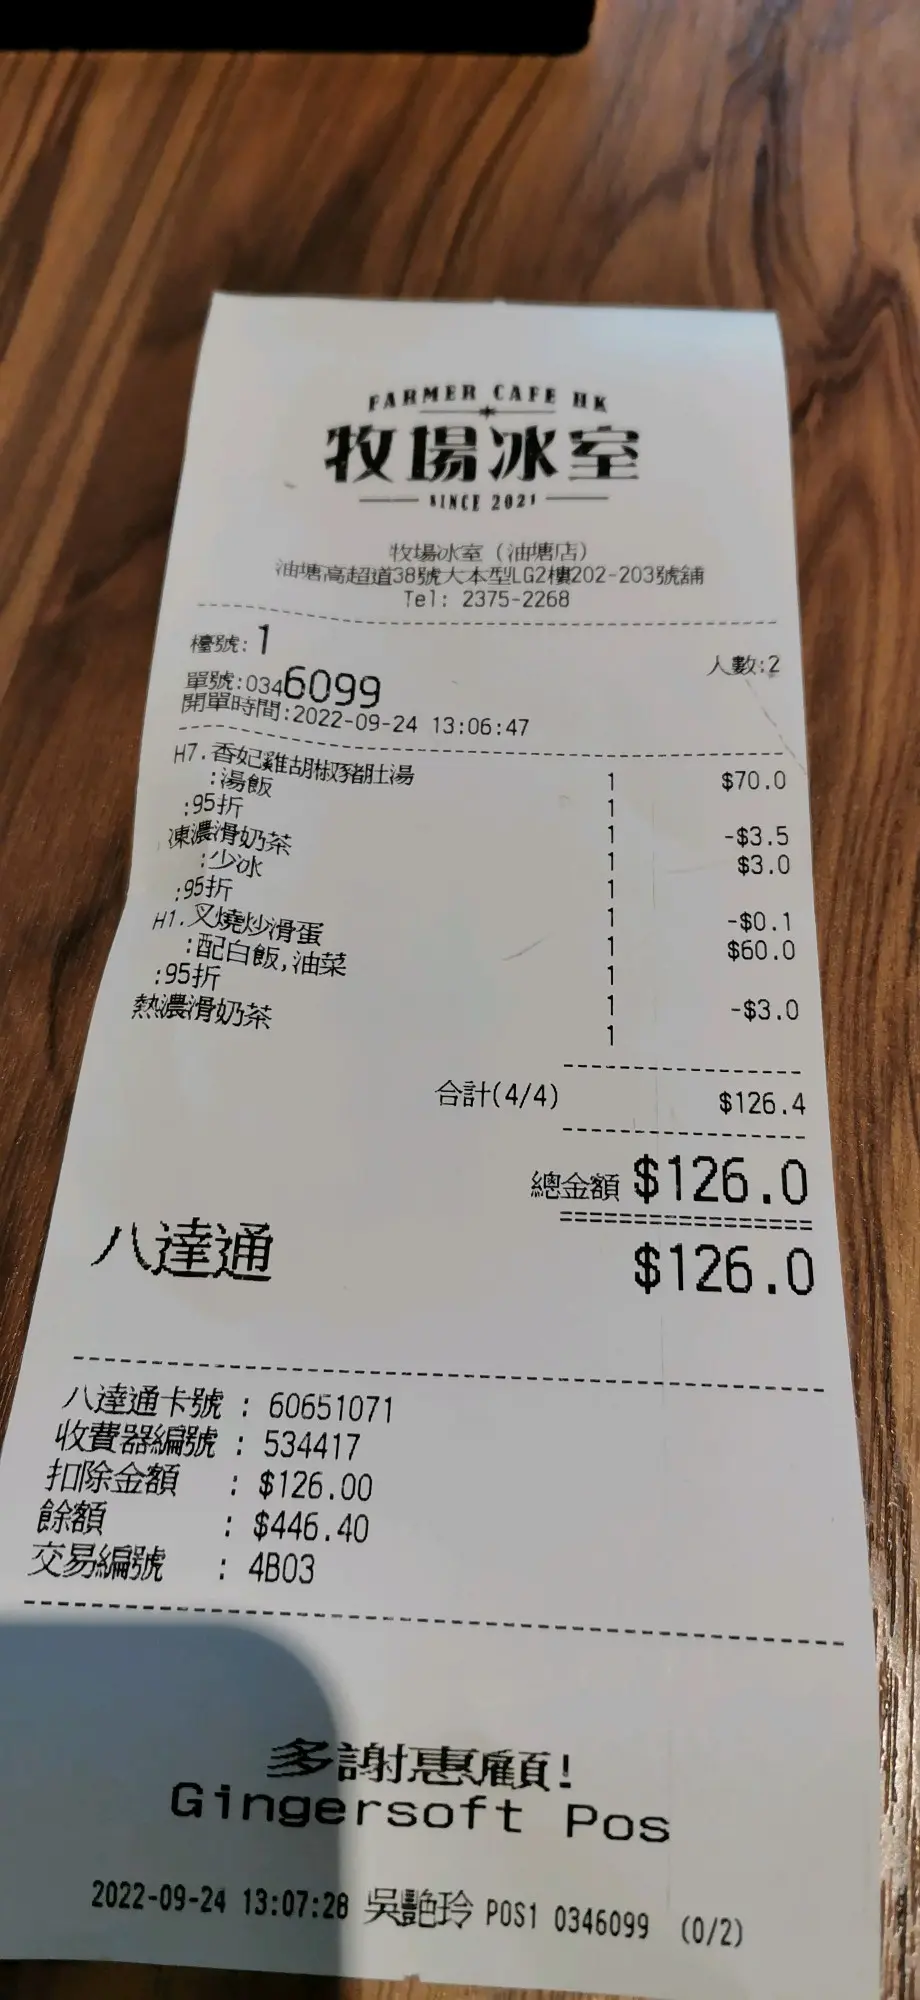 FARMER CAFE HK
牧場冰室
SINCE 2021
牧場冰室(油塘店)
油塘高超道38號大本型LG2樓202-203號舖
Tel: 2375-2268
檯號:1 人數:2
單號:0346099
開單時間:2022-09-24 13:06:47
H7.香妃雞胡椒豬肚湯 1 $70.0
:湯飯 1
:95折 1 -$3.5
凍濃滑奶茶 1 $3.0
:少冰 1
:95折 1 -$0.1
H1.叉燒炒滑蛋 1 $60.0
:配白飯,油菜 1
:95折 1 -$3.0
熱濃滑奶茶 1
合計(4/4) $126.4
總金額 $126.0
八達通 $126.0
八達通卡號 : 60651071
收費器編號 : 534417
扣除金額 : $126.00
餘額 : $446.40
交易編號 : 4B03
多謝惠顧!
Gingersoft Pos
2022-09-24 13:07:28 吳艷玲 POS1 0346099 (0/2)